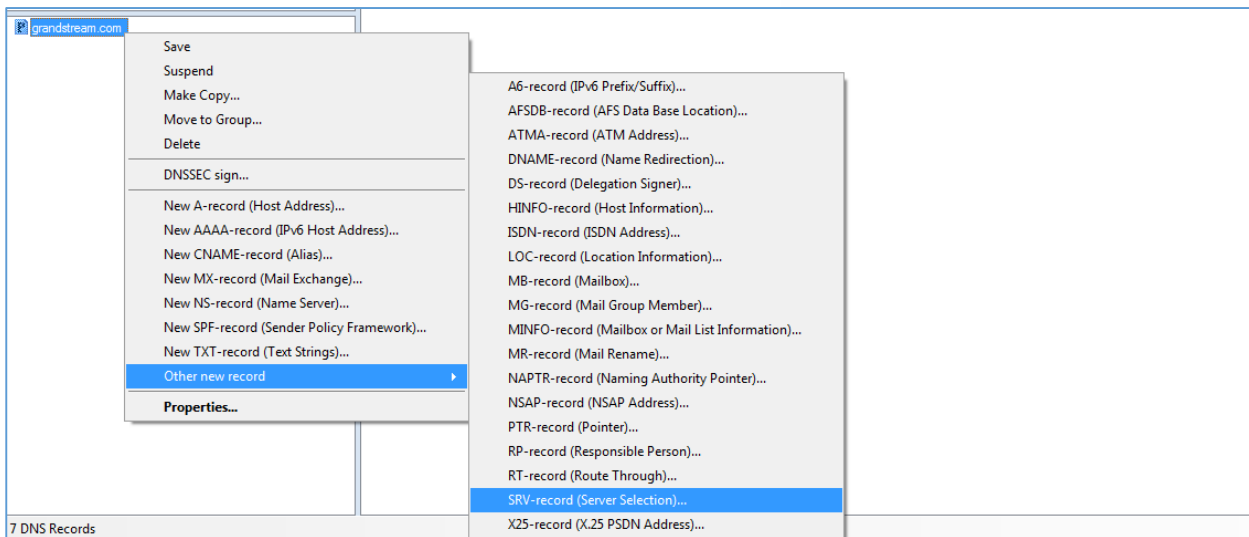 grandstream.com
Save
Suspend
Make Copy...
Move to Group...
Delete
DNSSEC sign...
New A-record (Host Address)...
New AAAA-record (IPv6 Host Address)...
New CNAME-record (Alias)...
New MX-record (Mail Exchange)...
New NS-record (Name Server)...
New SPF-record (Sender Policy Framework)...
New TXT-record (Text Strings)...
Other new record
Properties...
A6-record (IPv6 Prefix/Suffix)...
AFSDB-record (AFS Data Base Location)...
ATMA-record (ATM Address)...
DNAME-record (Name Redirection)...
DS-record (Delegation Signer)...
HINFO-record (Host Information)...
ISDN-record (ISDN Address)...
LOC-record (Location Information)...
MB-record (Mailbox)...
MG-record (Mail Group Member)...
MINFO-record (Mailbox or Mail List Information)...
MR-record (Mail Rename)...
NAPTR-record (Naming Authority Pointer)...
NSAP-record (NSAP Address)...
PTR-record (Pointer)...
RP-record (Responsible Person)...
RT-record (Route Through)...
SRV-record (Server Selection)...
X25-record (X.25 PSDN Address)...
7 DNS Records